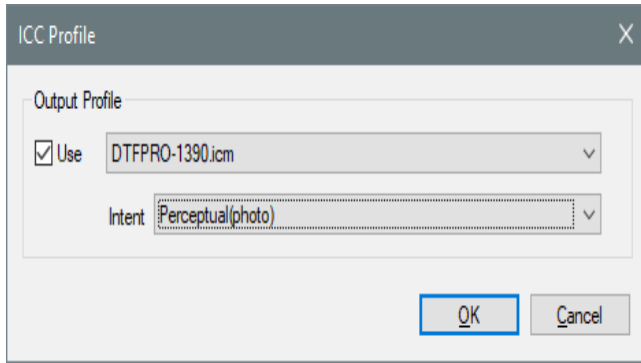 ICC Profile X
Output Profile
Use DTFPRO-1390.icm
Intent Perceptual(photo)
OK Cancel